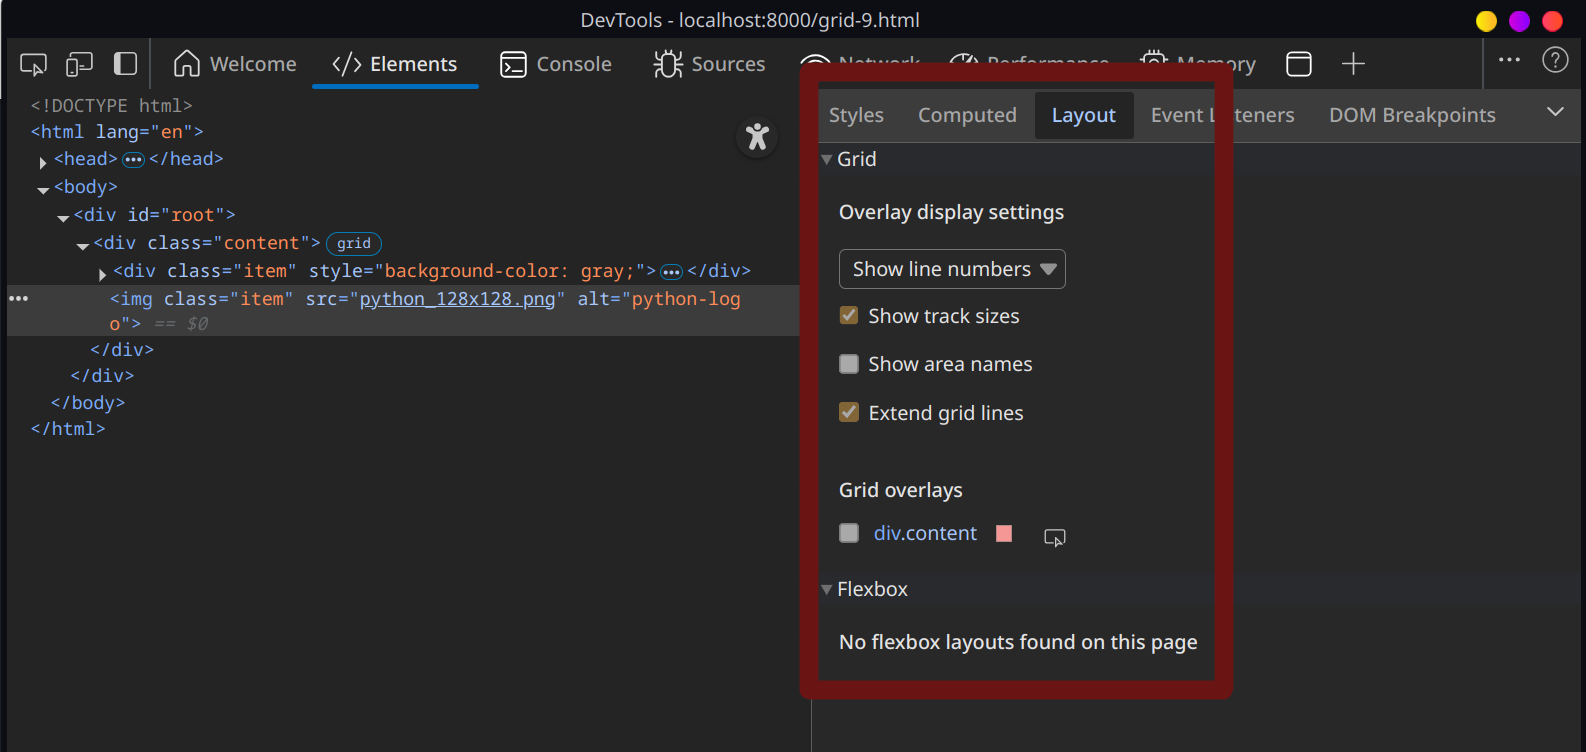 DevTools - localhost:8000/grid-9.html
Welcome
Elements
Console
Sources
Network
Performance
Memory
<!DOCTYPE html>
<html lang="en">
<head>•••</head>
<body>
<div id="root">
<div class="content"> grid
<div class="item" style="background-color: gray;">•••</div>
<img class="item" src="python_128x128.png" alt="python-log
o"> == $0
</div>
</div>
</body>
</html>
Styles
Computed
Layout
Event Listeners
DOM Breakpoints
Grid
Overlay display settings
Show line numbers
Show track sizes
Show area names
Extend grid lines
Grid overlays
div.content
Flexbox
No flexbox layouts found on this page